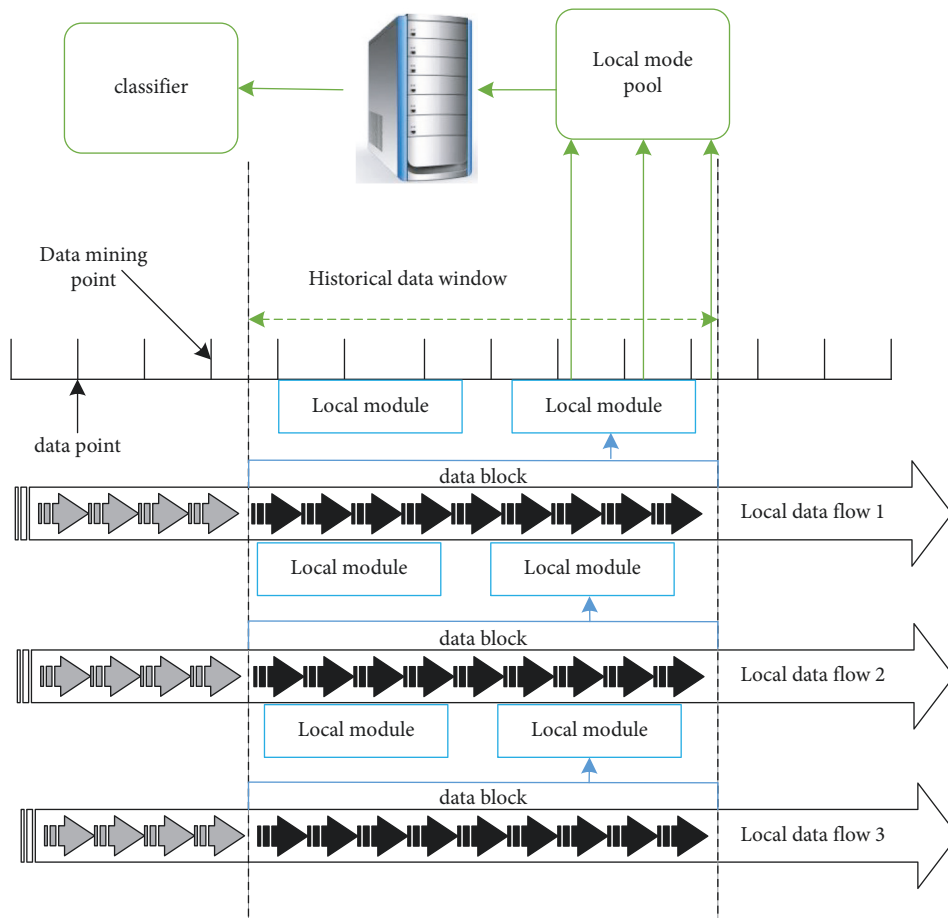 classifier
Local mode
pool
Data mining
point
Historical data window
data point
Local module
Local module
data block
Local data flow 1
Local module
Local module
data block
Local data flow 2
Local module
Local module
data block
Local data flow 3